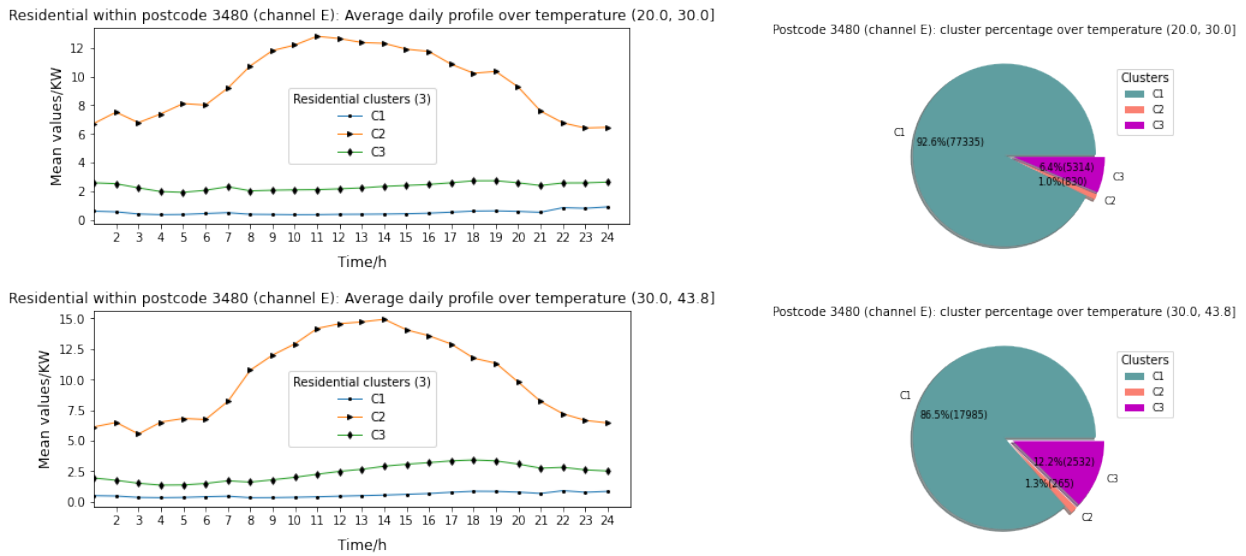 Residential within postcode 3480 (channel E): Average daily profile over temperature (20.0, 30.0]
12
10
8
6
4
2
0
Mean values/KW
Residential clusters (3)
C1
C2
C3
2 3 4 5 6 7 8 9 10 11 12 13 14 15 16 17 18 19 20 21 22 23 24
Time/h
Postcode 3480 (channel E): cluster percentage over temperature (20.0, 30.0]
Clusters
C1
C2
C3
C1
92.6%(77335)
6.4%(5314)
C3
1.0%(830)
C2
Residential within postcode 3480 (channel E): Average daily profile over temperature (30.0, 43.8]
15.0
12.5
10.0
7.5
5.0
2.5
0.0
Mean values/KW
Residential clusters (3)
C1
C2
C3
2 3 4 5 6 7 8 9 10 11 12 13 14 15 16 17 18 19 20 21 22 23 24
Time/h
Postcode 3480 (channel E): cluster percentage over temperature (30.0, 43.8]
Clusters
C1
C2
C3
C1
86.5%(17985)
12.2%(2532)
C3
1.3%(265)
C2